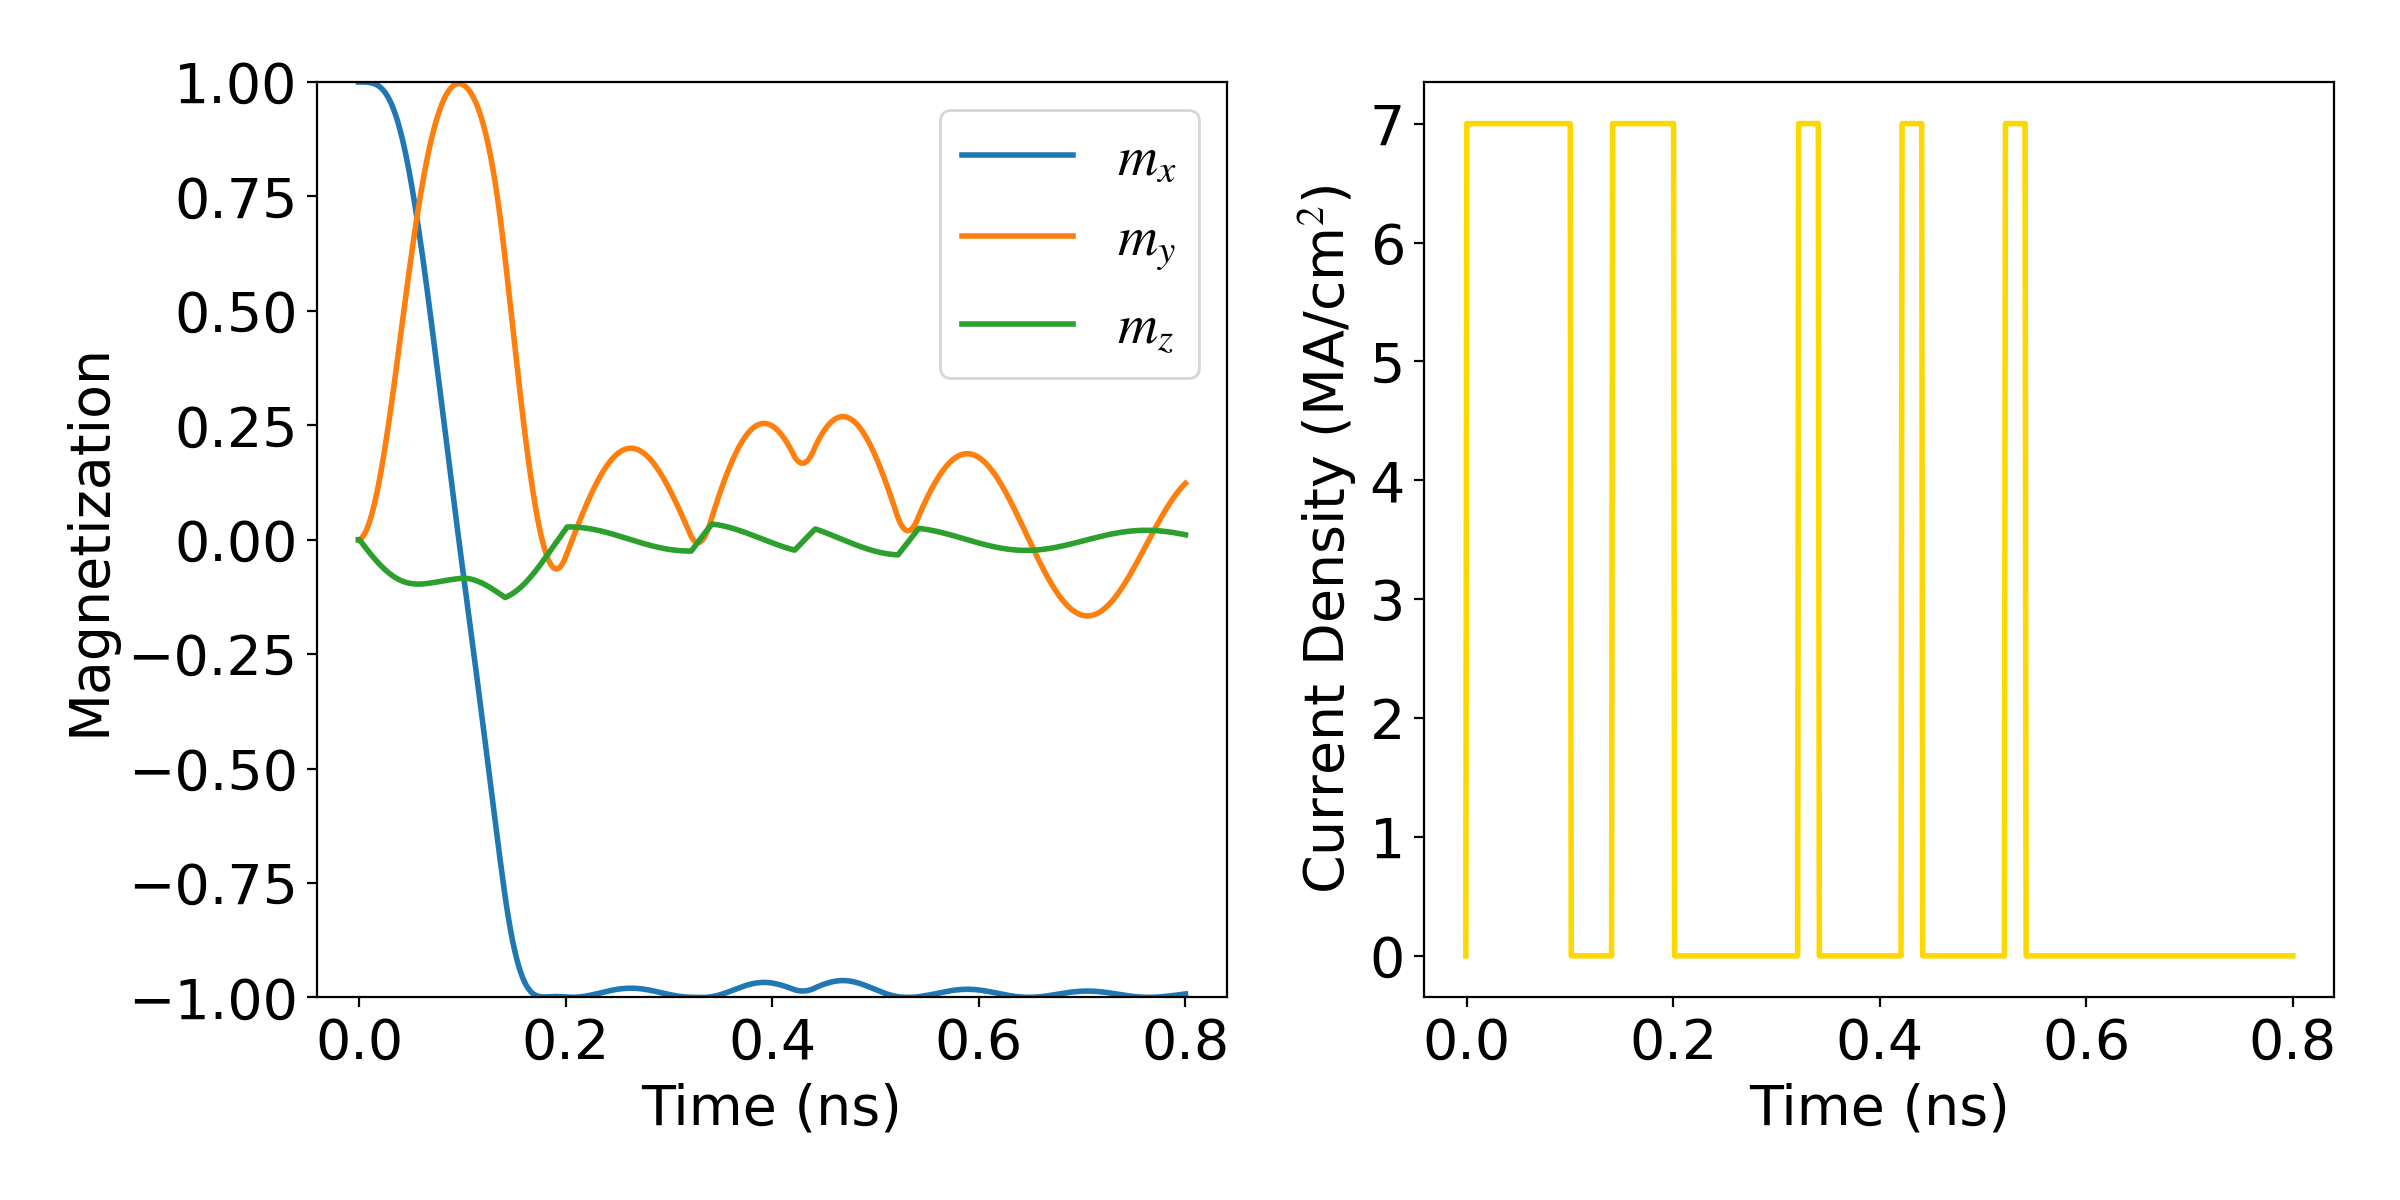 Magnetization
1.00
0.75
0.50
0.25
0.00
−0.25
−0.50
−0.75
−1.00
0.0 0.2 0.4 0.6 0.8
Time (ns)
mₓ
m_y
m_z
Current Density (MA/cm²)
7
6
5
4
3
2
1
0
0.0 0.2 0.4 0.6 0.8
Time (ns)